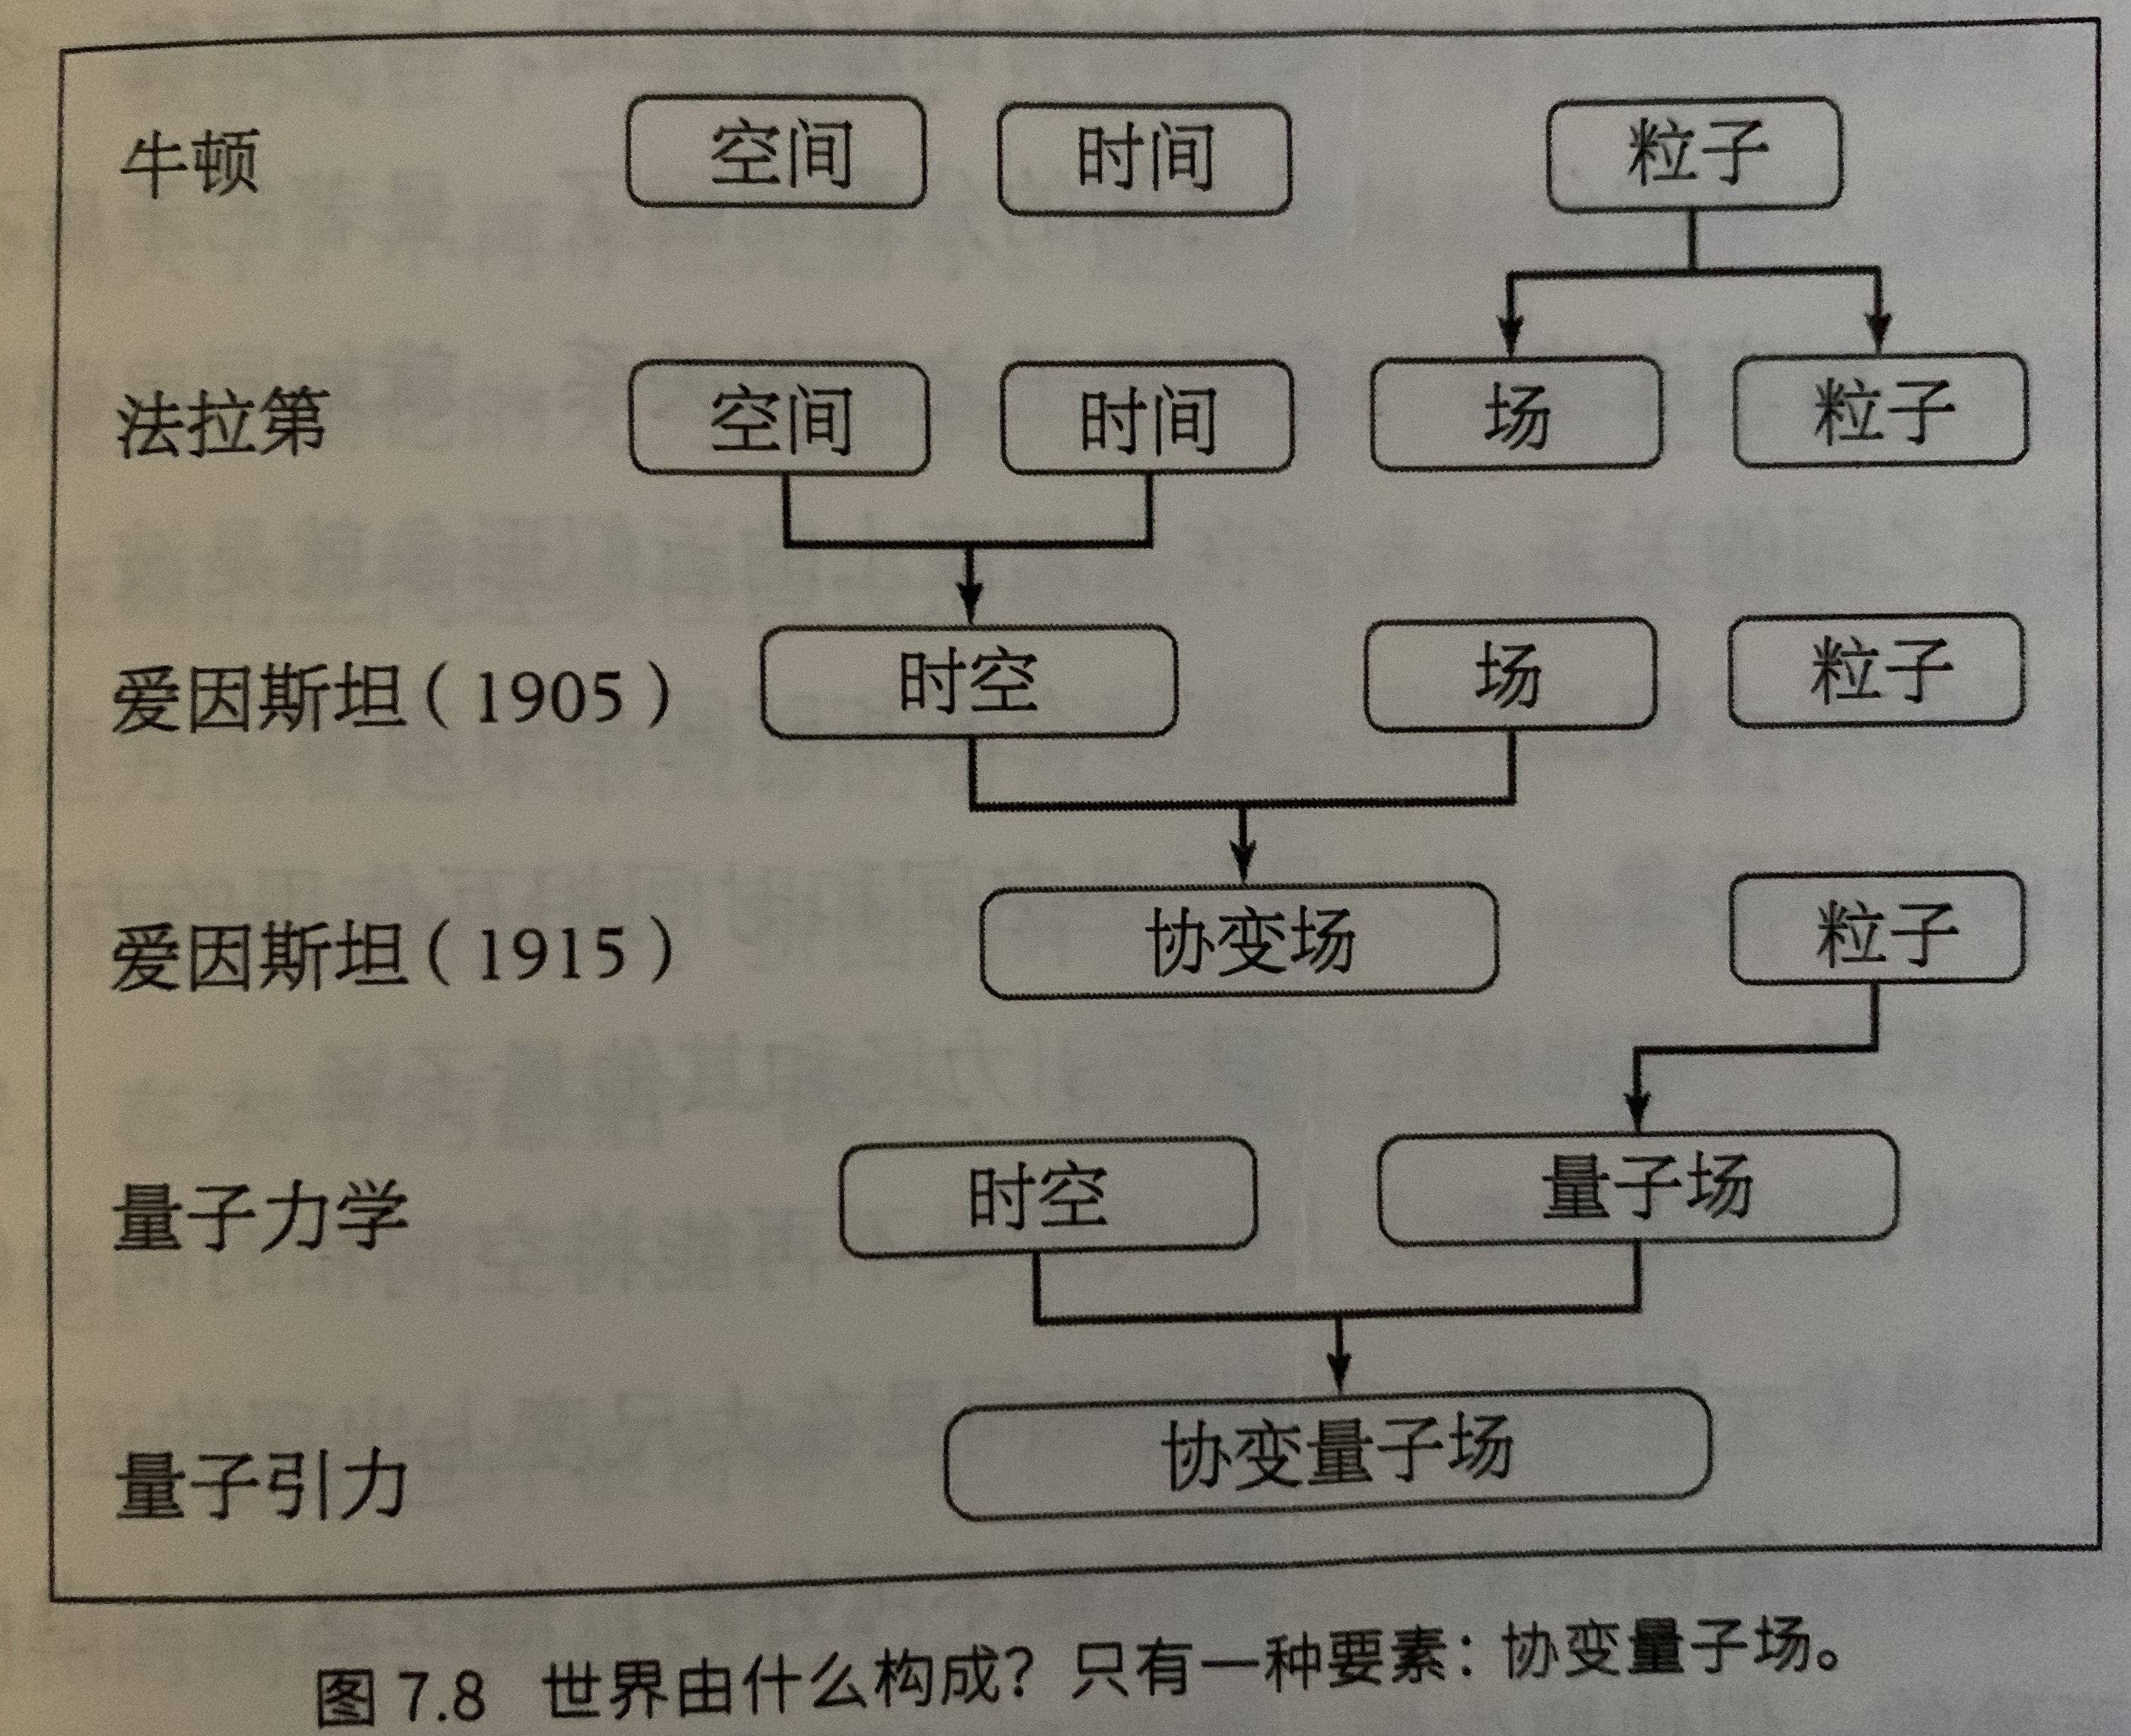 牛顿 空间 时间 粒子
法拉第 空间 时间 场 粒子
爱因斯坦（1905） 时空 场 粒子
爱因斯坦（1915） 协变场 粒子
量子力学 时空 量子场
量子引力 协变量子场
图 7.8 世界由什么构成？只有一种要素：协变量子场。